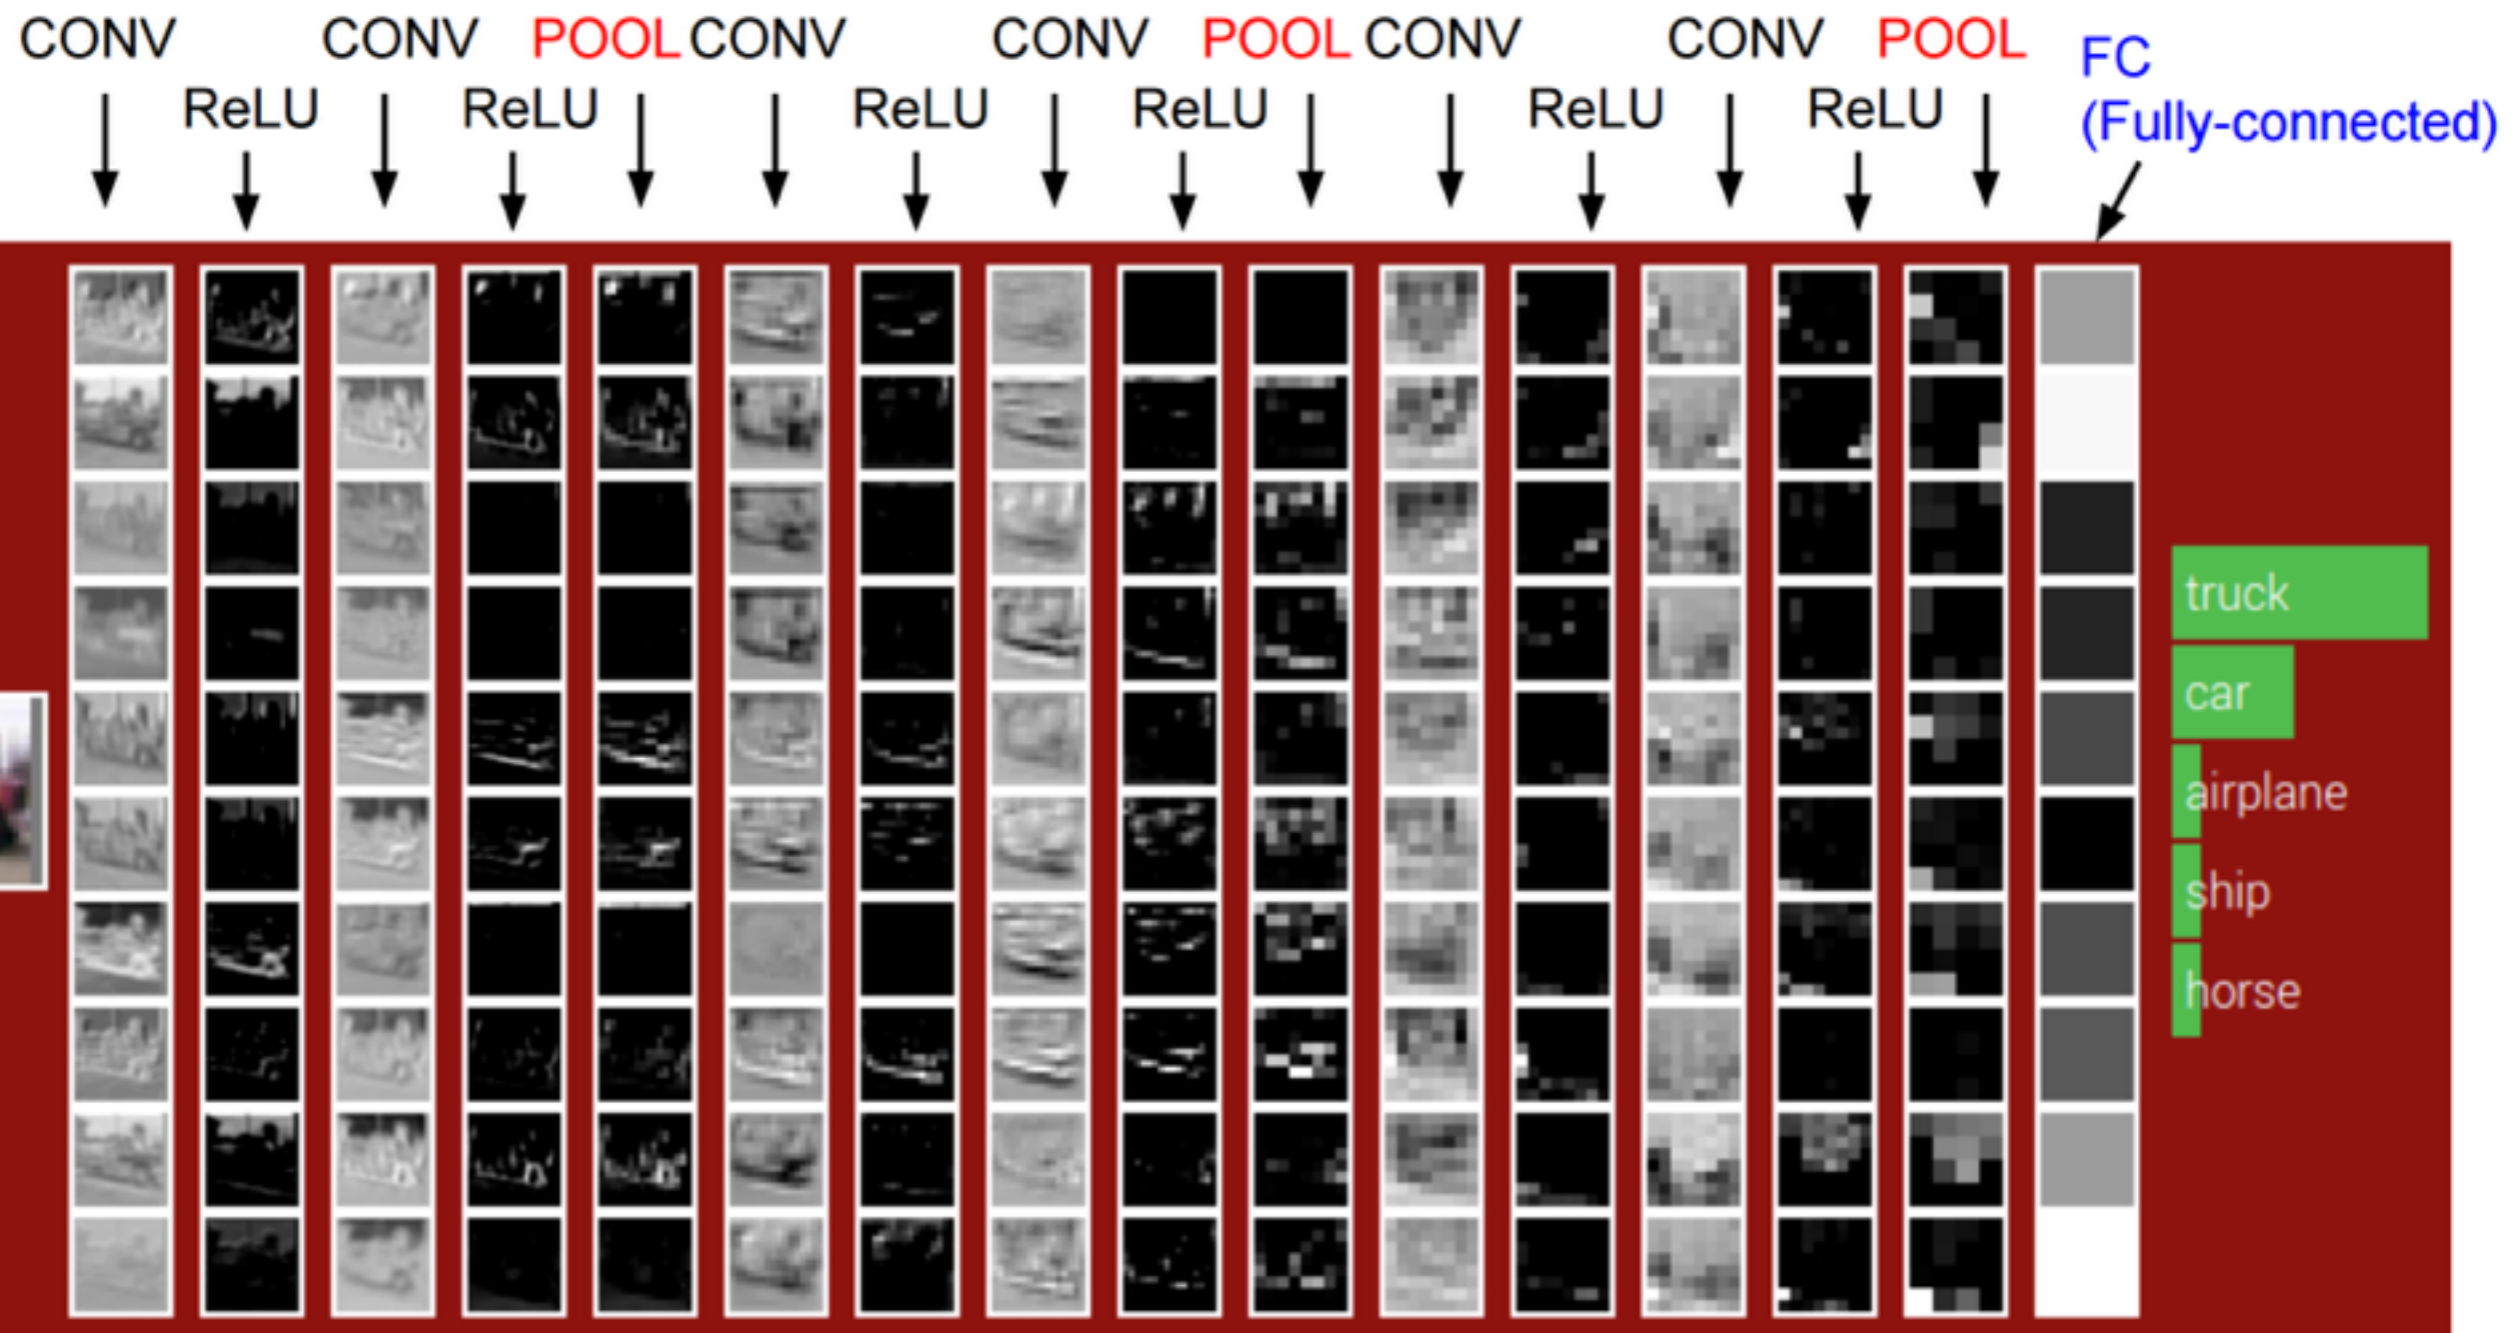 CONV CONV POOL CONV CONV POOL CONV CONV POOL
ReLU ReLU ReLU ReLU ReLU ReLU
FC
(Fully-connected)
truck
car
airplane
ship
horse